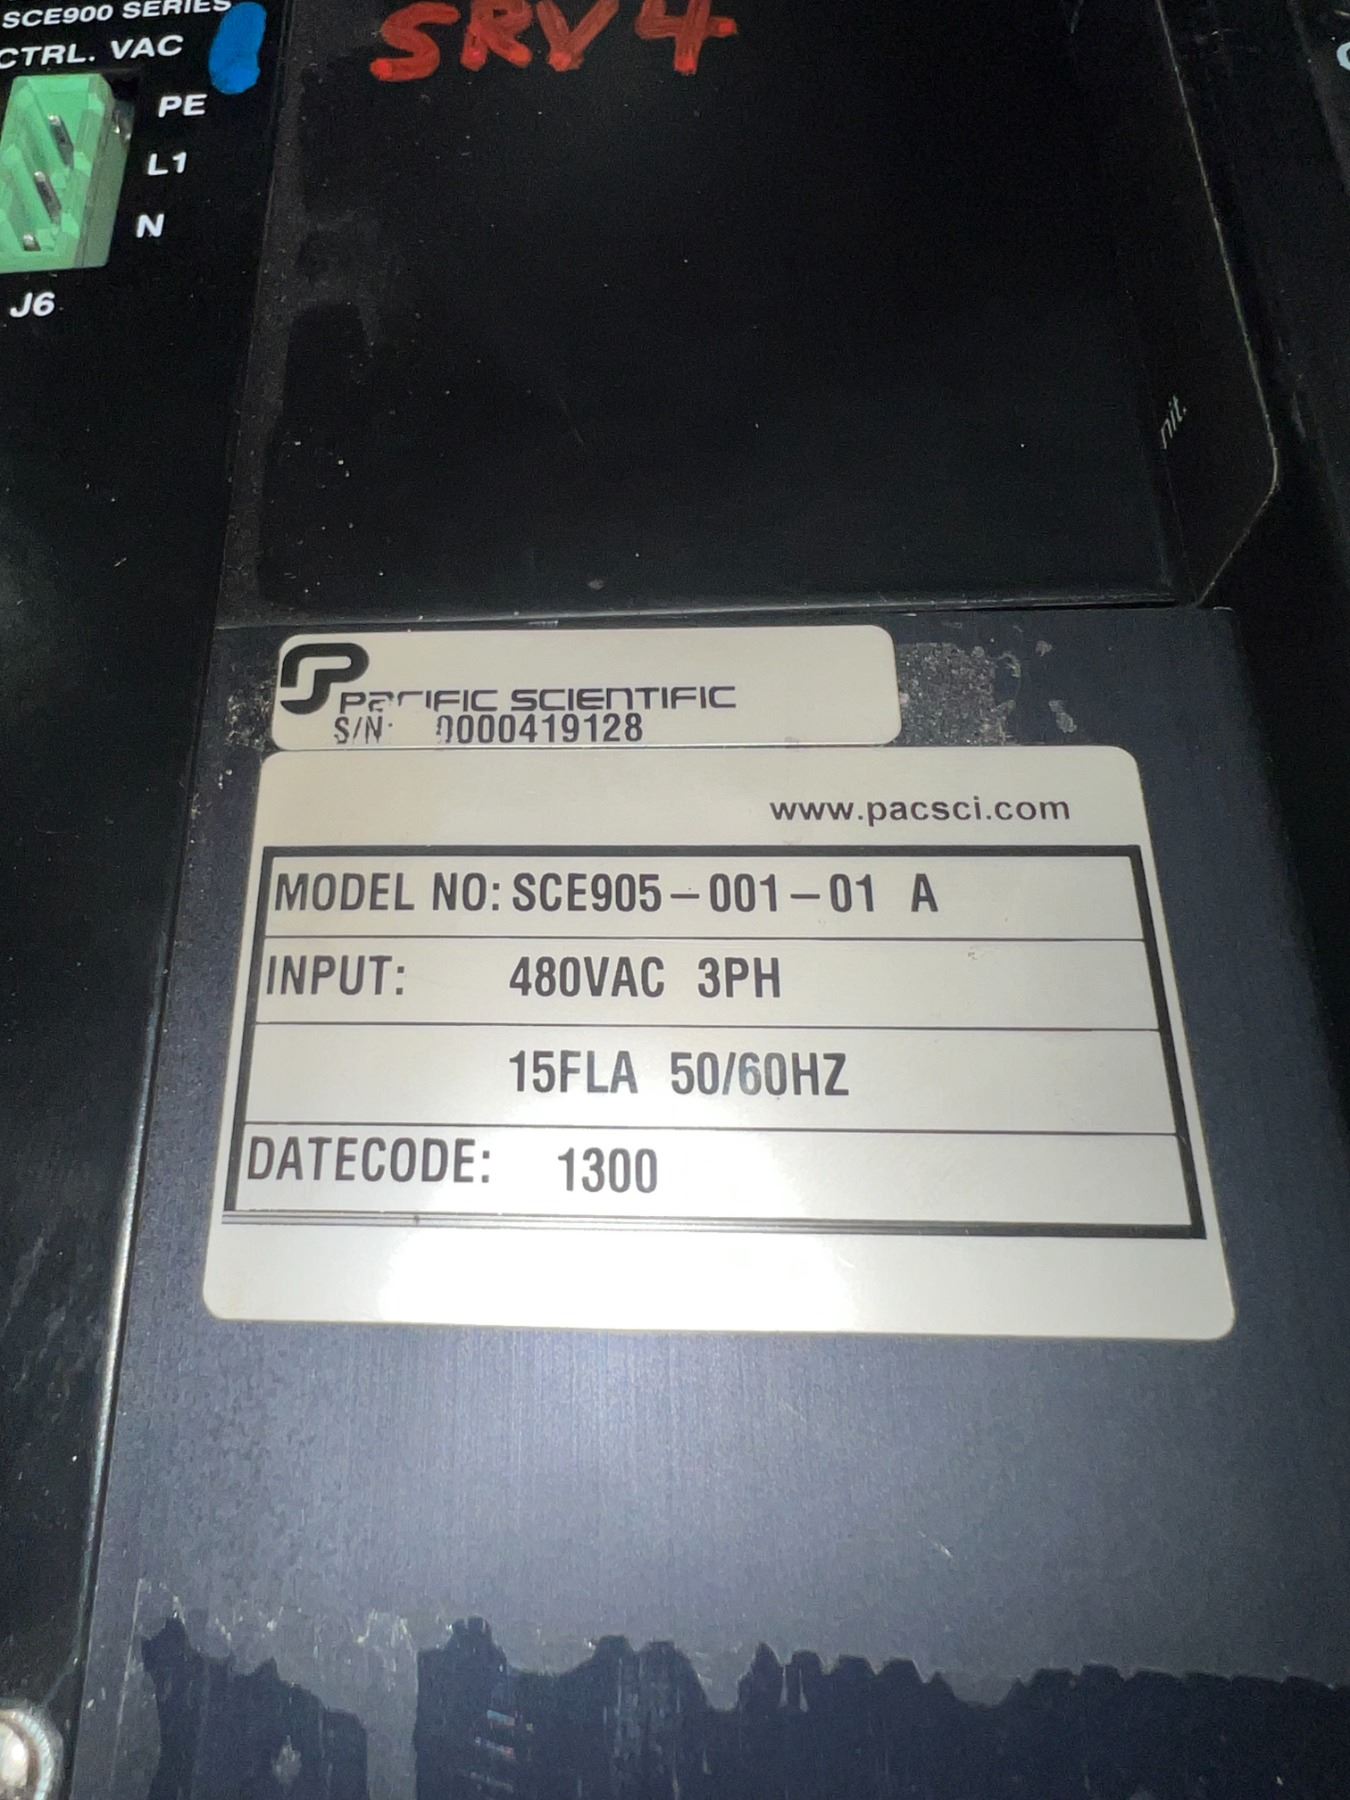 SCE900 SERIES
CTRL. VAC
PE
L1
N
J6
SRV4
nit.
PACIFIC SCIENTIFIC
S/N: 0000419128
www.pacsci.com
MODEL NO: SCE905-001-01 A
INPUT: 480VAC 3PH
15FLA 50/60HZ
DATECODE: 1300